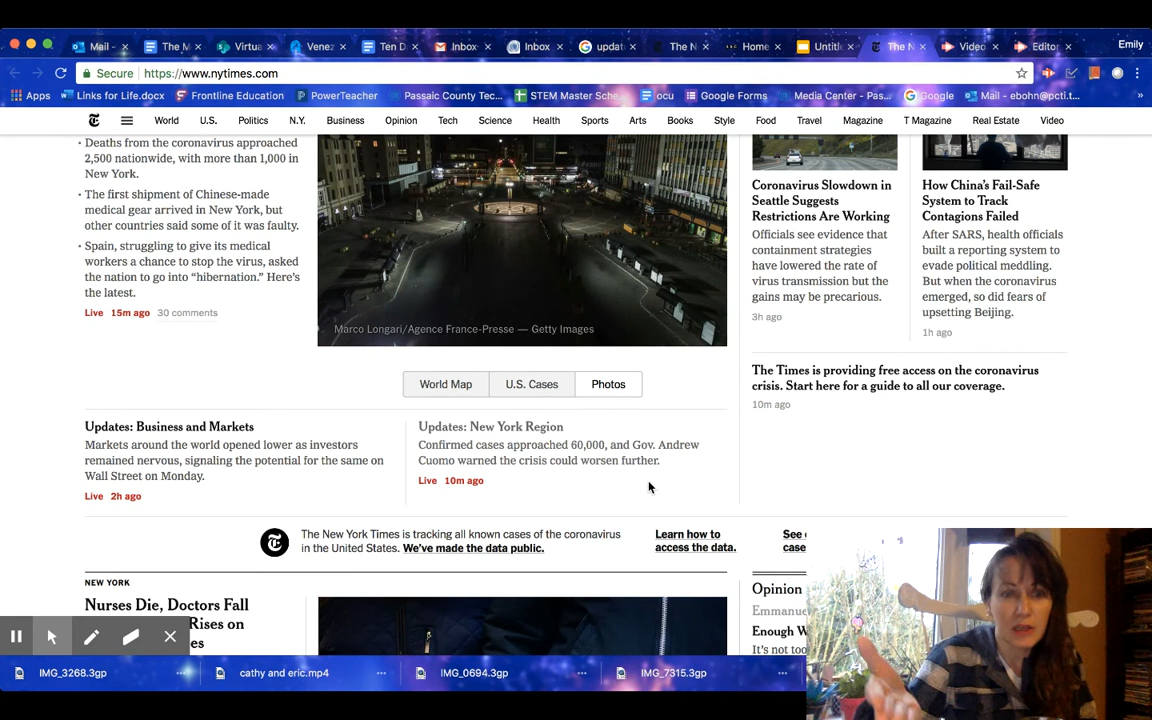 Mail -
The M
Virtua
Venez
Ten D
Inbox
Inbox
updat
The N
Home
Untitl
The N
Video
Editor
Emily
Secure
https://www.nytimes.com
Apps
Links for Life.docx
Frontline Education
PowerTeacher
Passaic County Tec...
STEM Master Sche...
ocu
Google Forms
Media Center - Pas...
Google
Mail - ebohn@pcti.t...
World
U.S.
Politics
N.Y.
Business
Opinion
Tech
Science
Health
Sports
Arts
Books
Style
Food
Travel
Magazine
T Magazine
Real Estate
Video
Deaths from the coronavirus approached
2,500 nationwide, with more than 1,000 in
New York.
The first shipment of Chinese-made
medical gear arrived in New York, but
other countries said some of it was faulty.
Spain, struggling to give its medical
workers a chance to stop the virus, asked
the nation to go into “hibernation.” Here’s
the latest.
Live 15m ago 30 comments
Marco Longari/Agence France-Presse — Getty Images
World Map
U.S. Cases
Photos
Updates: Business and Markets
Markets around the world opened lower as investors
remained nervous, signaling the potential for the same on
Wall Street on Monday.
Live 2h ago
Updates: New York Region
Confirmed cases approached 60,000, and Gov. Andrew
Cuomo warned the crisis could worsen further.
Live 10m ago
Coronavirus Slowdown in
Seattle Suggests
Restrictions Are Working
Officials see evidence that
containment strategies
have lowered the rate of
virus transmission but the
gains may be precarious.
3h ago
How China’s Fail-Safe
System to Track
Contagions Failed
After SARS, health officials
built a reporting system to
evade political meddling.
But when the coronavirus
emerged, so did fears of
upsetting Beijing.
1h ago
The Times is providing free access on the coronavirus
crisis. Start here for a guide to all our coverage.
10m ago
The New York Times is tracking all known cases of the coronavirus
in the United States. We’ve made the data public.
Learn how to
access the data.
See
case
NEW YORK
Nurses Die, Doctors Fall
Rises on
es
Opinion
Emmanue
Enough W
It’s not too
IMG_3268.3gp
cathy and eric.mp4
IMG_0694.3gp
IMG_7315.3gp